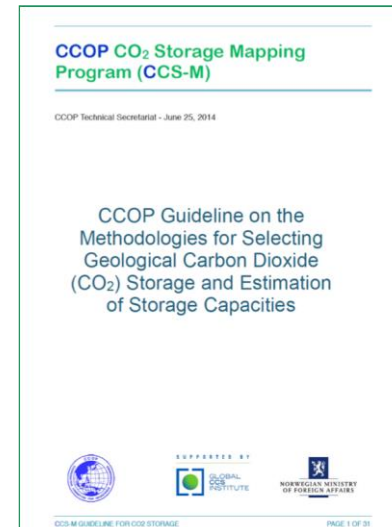 CCOP CO₂ Storage Mapping
Program (CCS-M)
CCOP Technical Secretariat - June 25, 2014
CCOP Guideline on the
Methodologies for Selecting
Geological Carbon Dioxide
(CO₂) Storage and Estimation
of Storage Capacities
SUPPORTED BY
CCOP
GLOBAL
CCS
INSTITUTE
NORWEGIAN MINISTRY
OF FOREIGN AFFAIRS
CCS-M GUIDELINE FOR CO2 STORAGE PAGE 1 OF 31